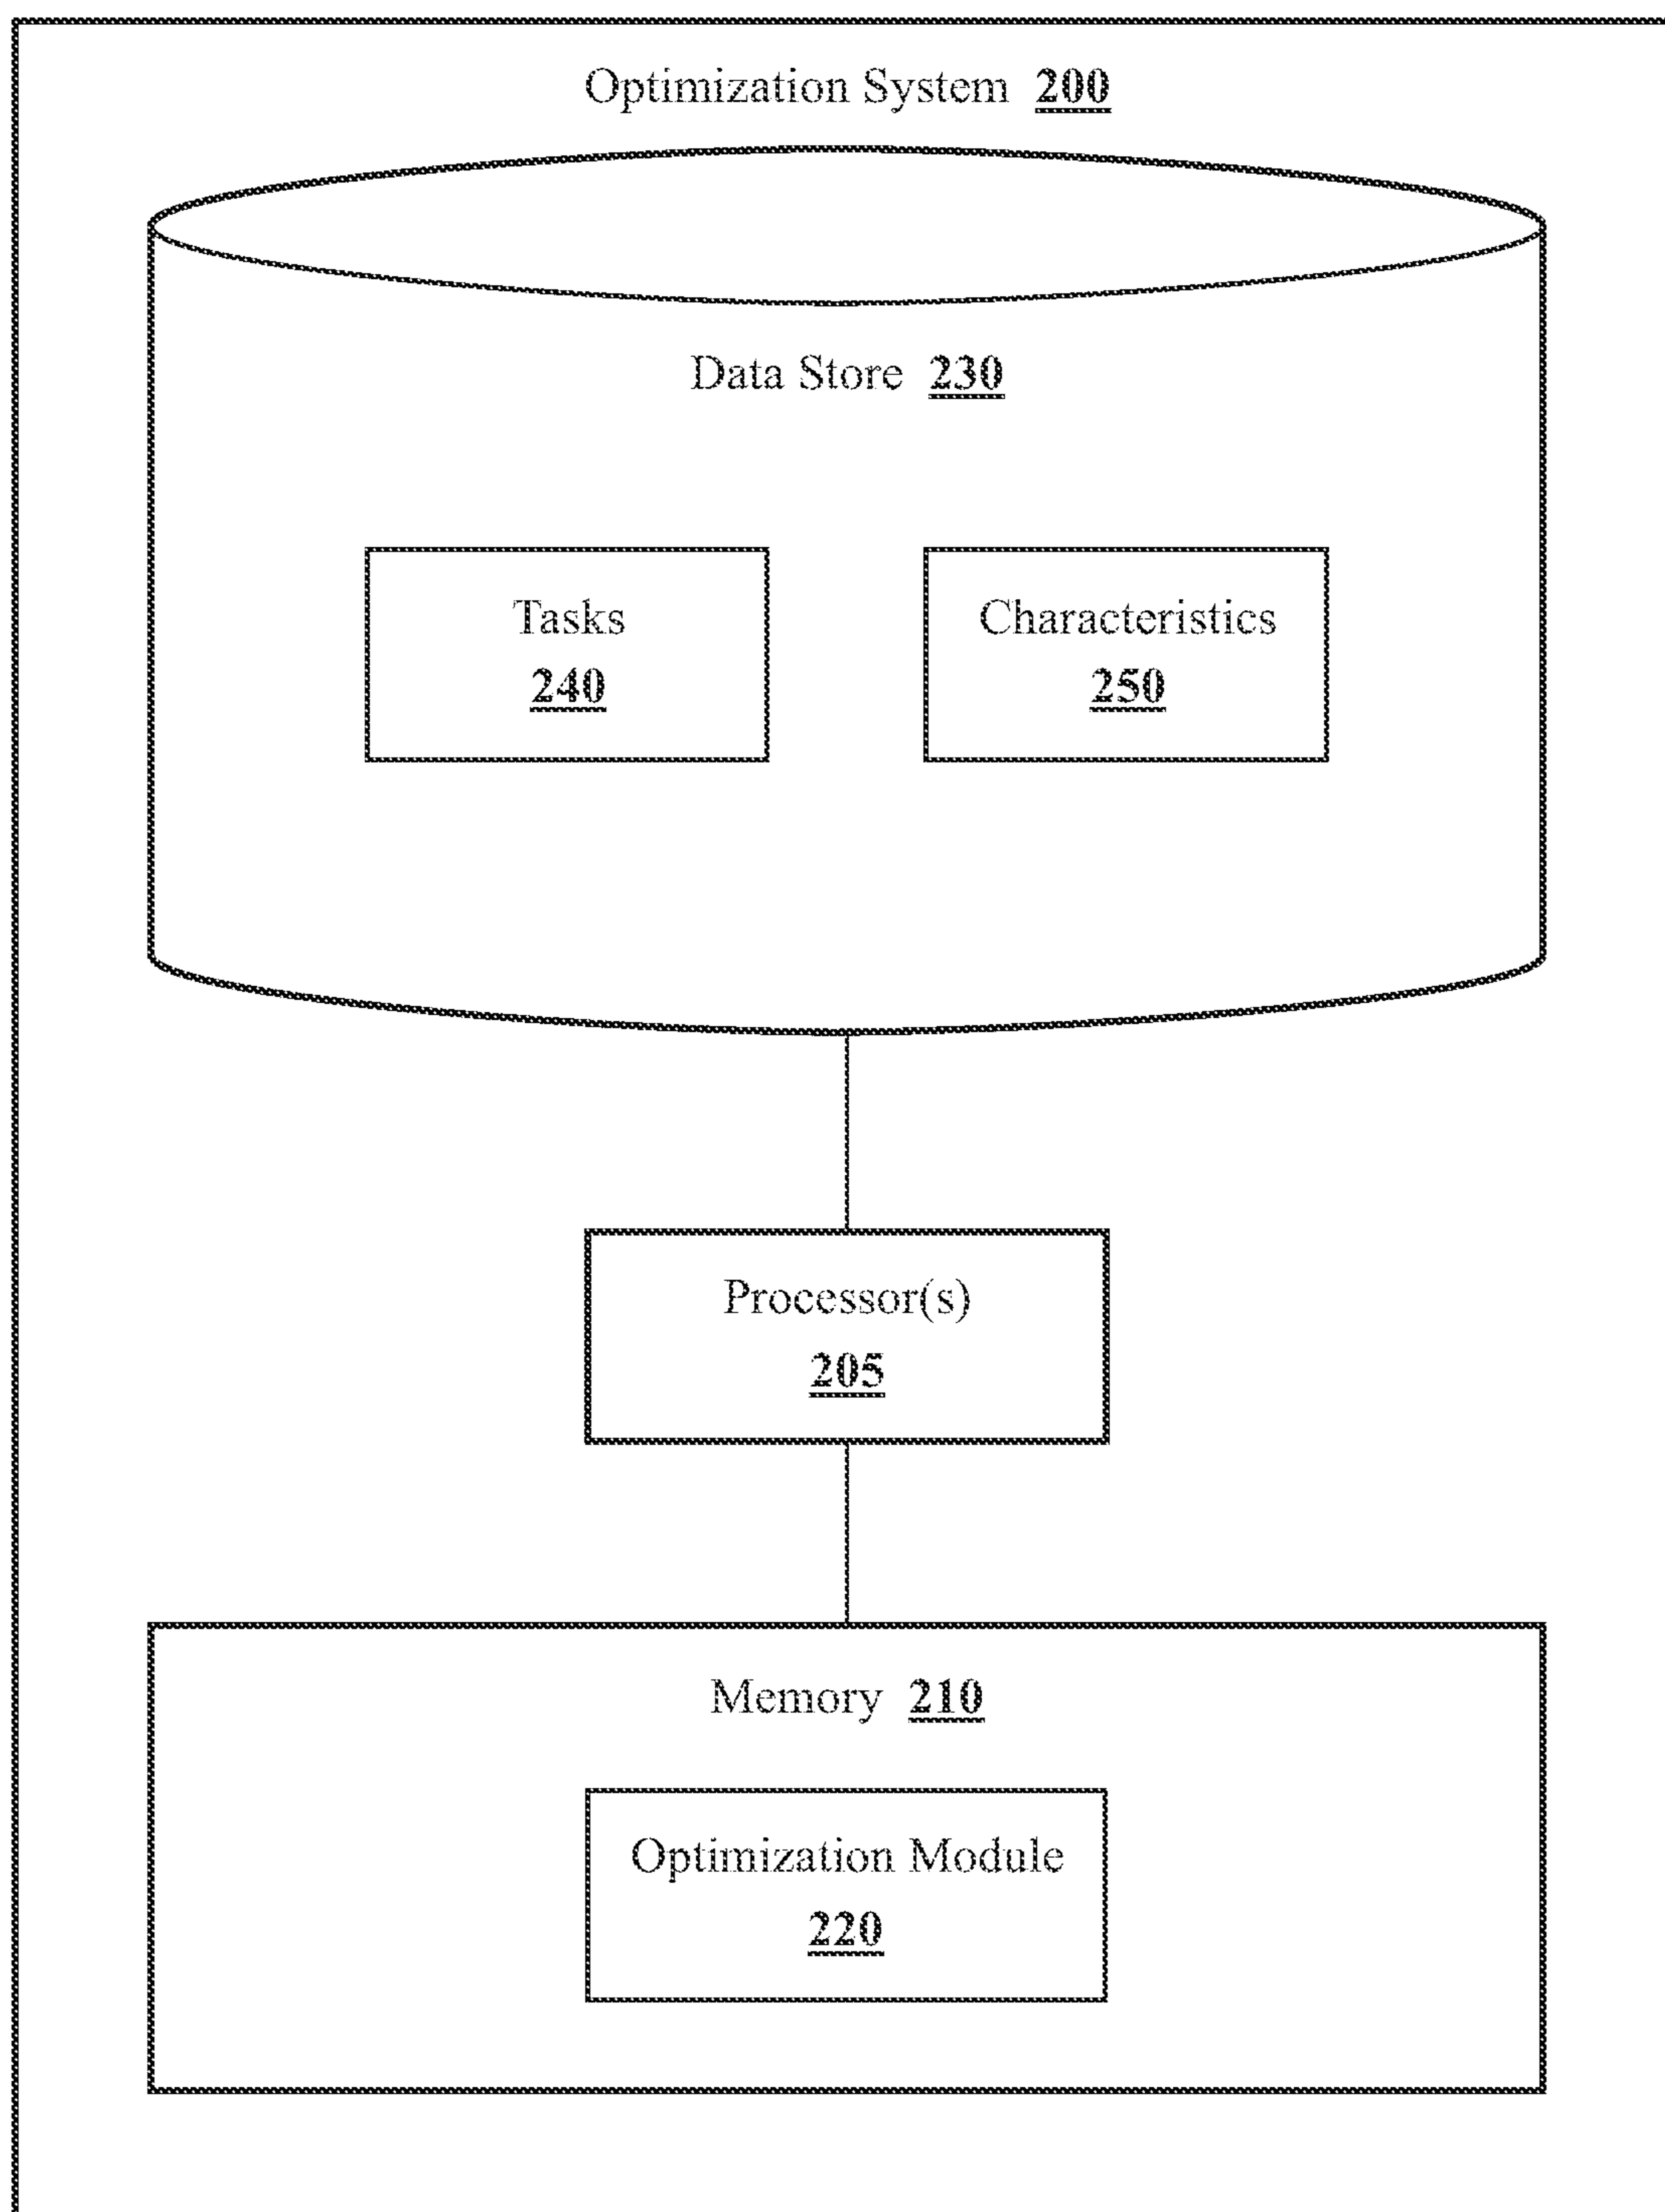 Optimization System 200
Data Store 230
Tasks
240
Characteristics
250
Processor(s)
205
Memory 210
Optimization Module
220